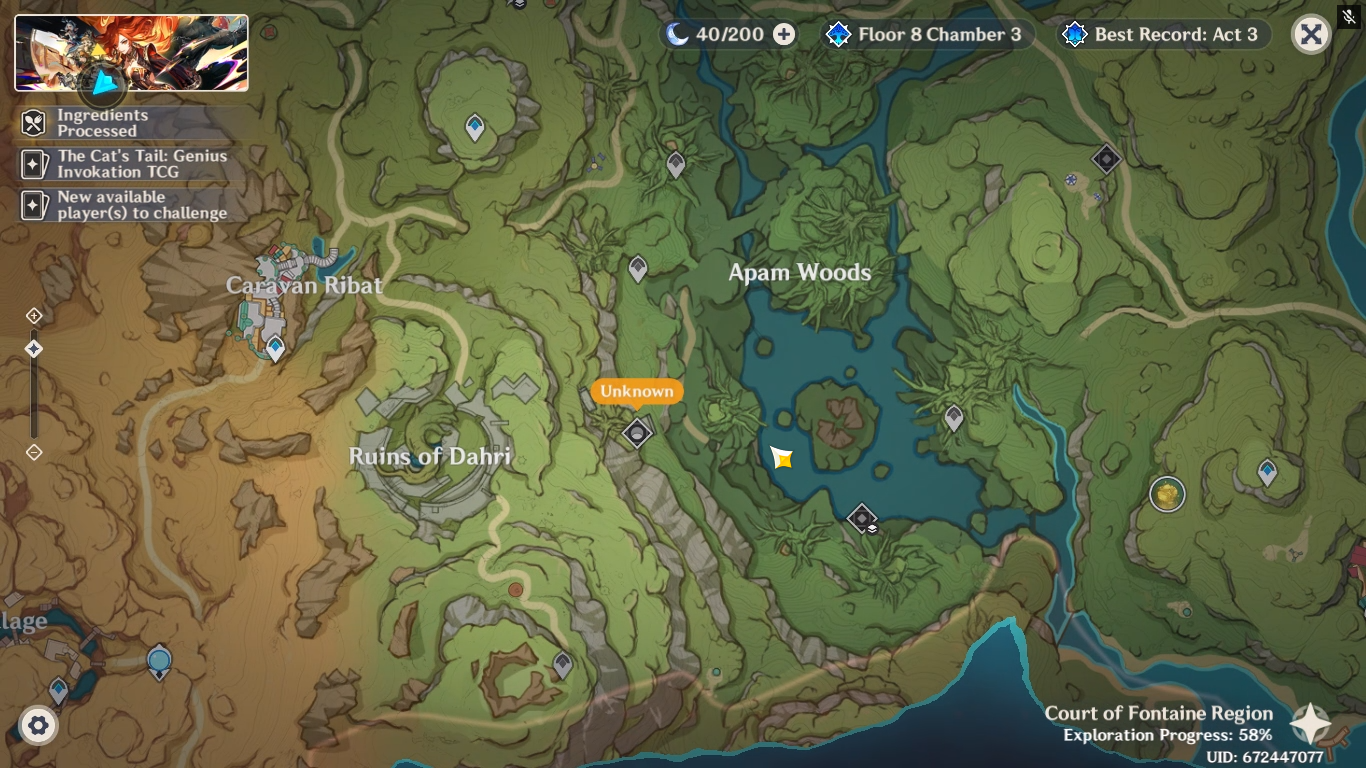 40/200
Floor 8 Chamber 3
Best Record: Act 3
Ingredients
Processed
The Cat's Tail: Genius
Invokation TCG
New available
player(s) to challenge
Apam Woods
Caravan Ribat
Unknown
Ruins of Dahri
llage
Court of Fontaine Region
Exploration Progress: 58%
UID: 672447077